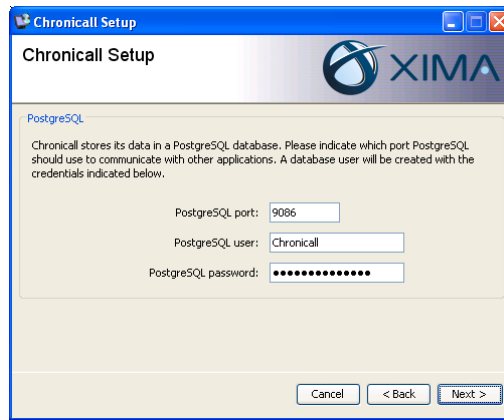 Chronicall Setup
Chronicall Setup
XIMA
PostgreSQL
Chronicall stores its data in a PostgreSQL database. Please indicate which port PostgreSQL
should use to communicate with other applications. A database user will be created with the
credentials indicated below.
PostgreSQL port: 9086
PostgreSQL user: Chronicall
PostgreSQL password: ●●●●●●●●●●●●●●
Cancel < Back Next >